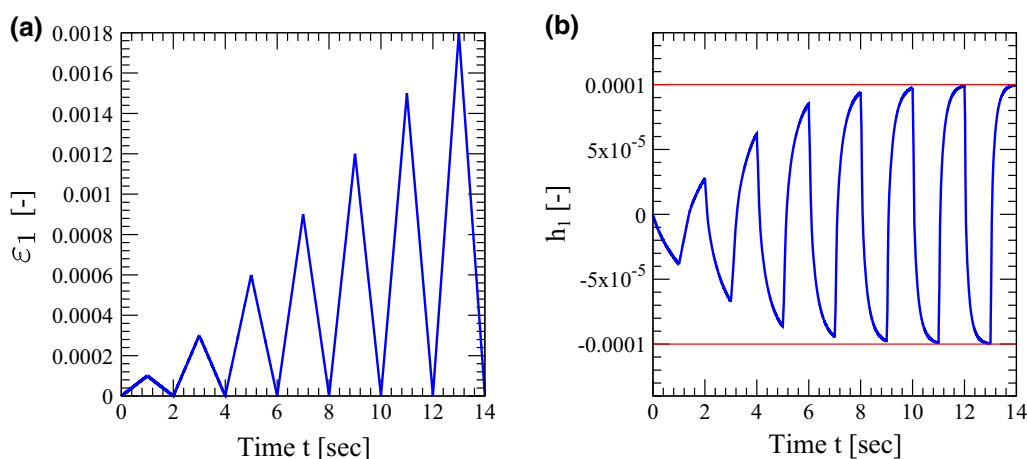 (a)
0.0018
0.0016
0.0014
0.0012
0.001
0.0008
0.0006
0.0004
0.0002
0
ε1 [-]
0 2 4 6 8 10 12 14
Time t [sec]
(b)
0.0001
5x10⁻⁵
0
-5x10⁻⁵
-0.0001
h1 [-]
0 2 4 6 8 10 12 14
Time t [sec]